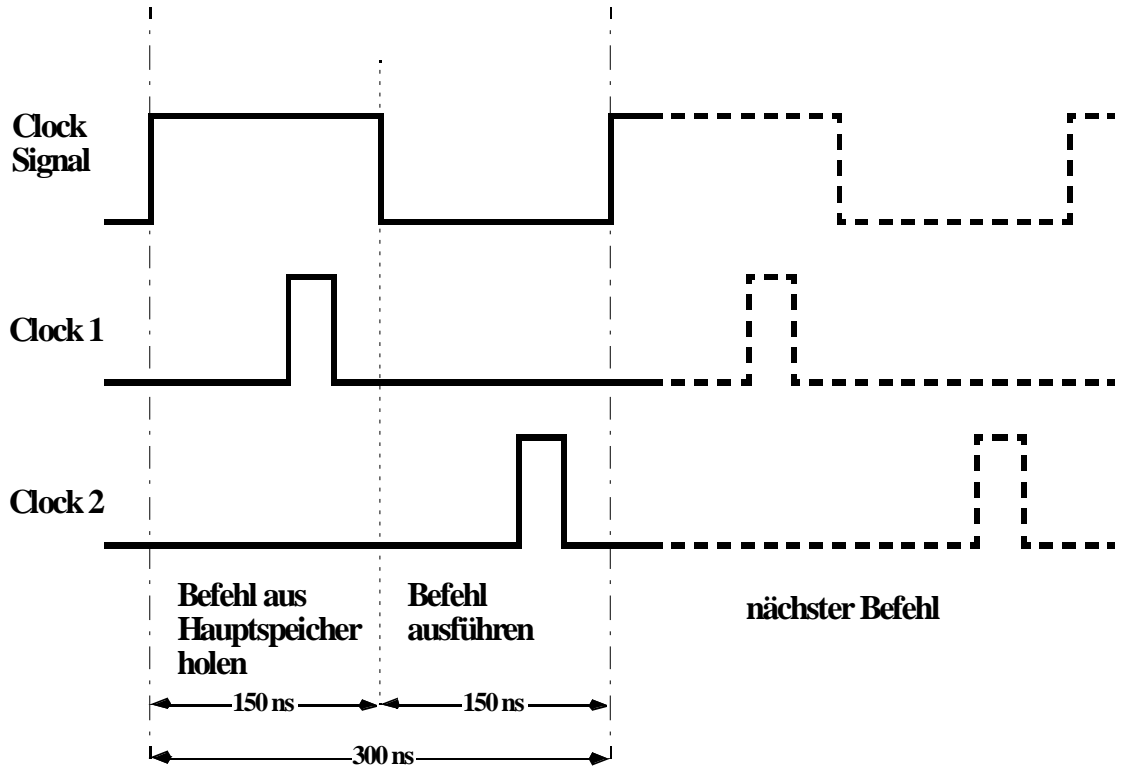 Clock
Signal
Clock 1
Clock 2
Befehl aus
Hauptspeicher
holen
Befehl
ausführen
nächster Befehl
150 ns
150 ns
300 ns